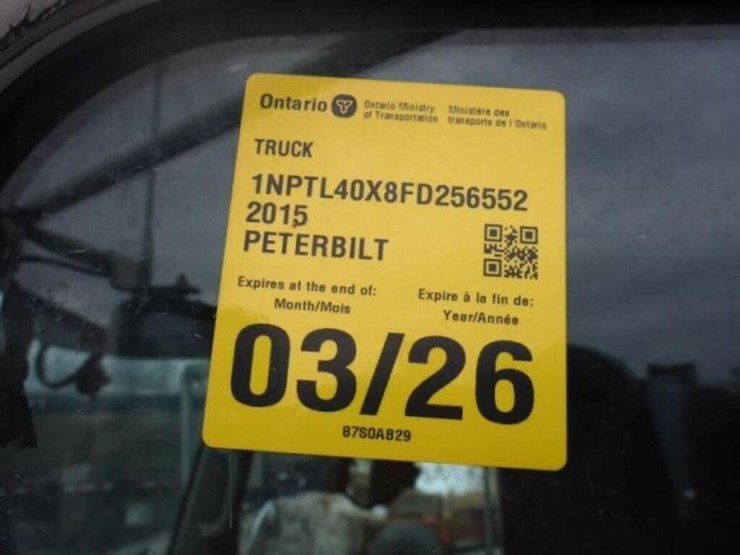 Ontario Ontario Ministry of Transportation Ministère des transports de l'Ontario
TRUCK
1NPTL40X8FD256552
2015
PETERBILT
Expires at the end of: Expire à la fin de:
Month/Mois Year/Année
03/26
87SOAB29